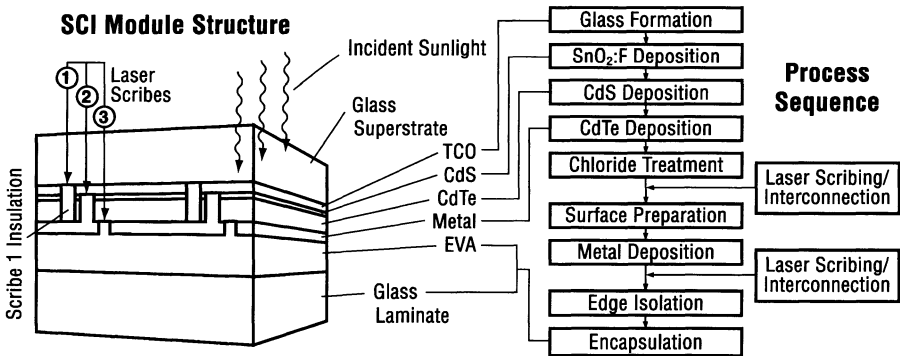 SCI Module Structure
Incident Sunlight
1
2
3
Laser
Scribes
Glass
Superstrate
TCO
CdS
CdTe
Metal
EVA
Glass
Laminate
Scribe 1 Insulation
Glass Formation
SnO₂:F Deposition
CdS Deposition
CdTe Deposition
Chloride Treatment
Surface Preparation
Metal Deposition
Edge Isolation
Encapsulation
Process
Sequence
Laser Scribing/
Interconnection
Laser Scribing/
Interconnection